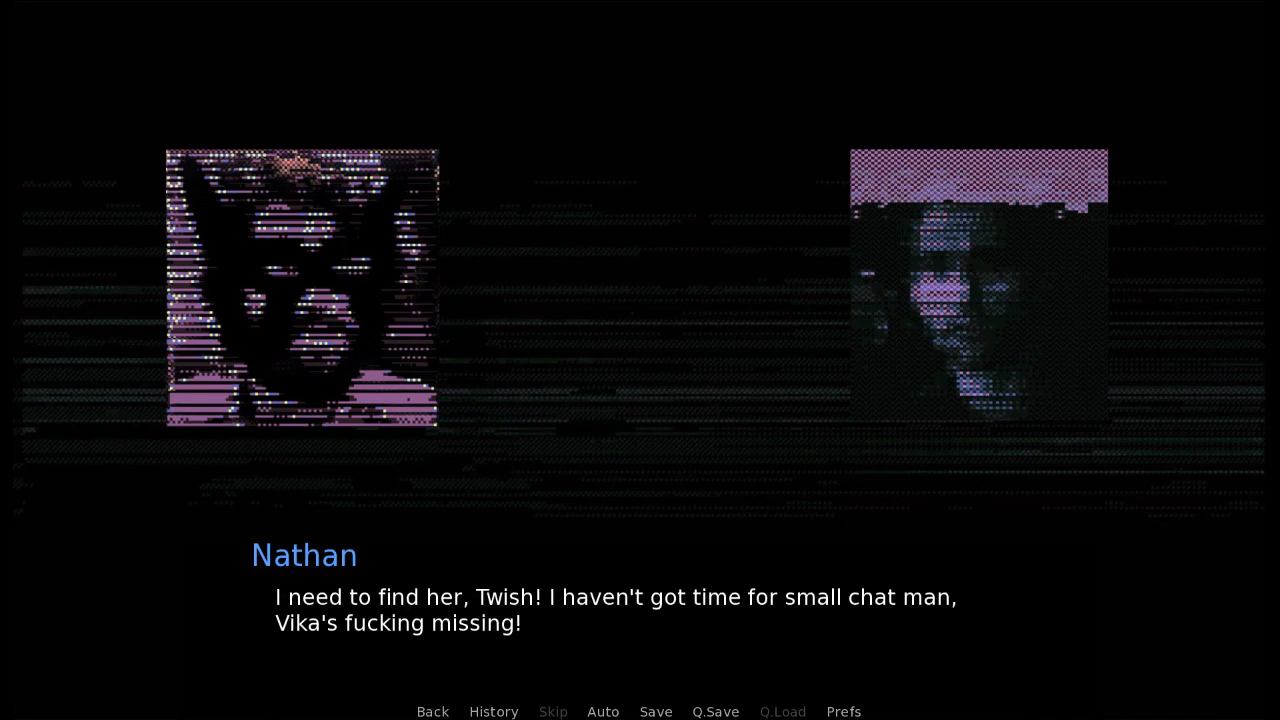 Nathan
I need to find her, Twish! I haven't got time for small chat man,
Vika's fucking missing!
Back History Skip Auto Save Q.Save Q.Load Prefs